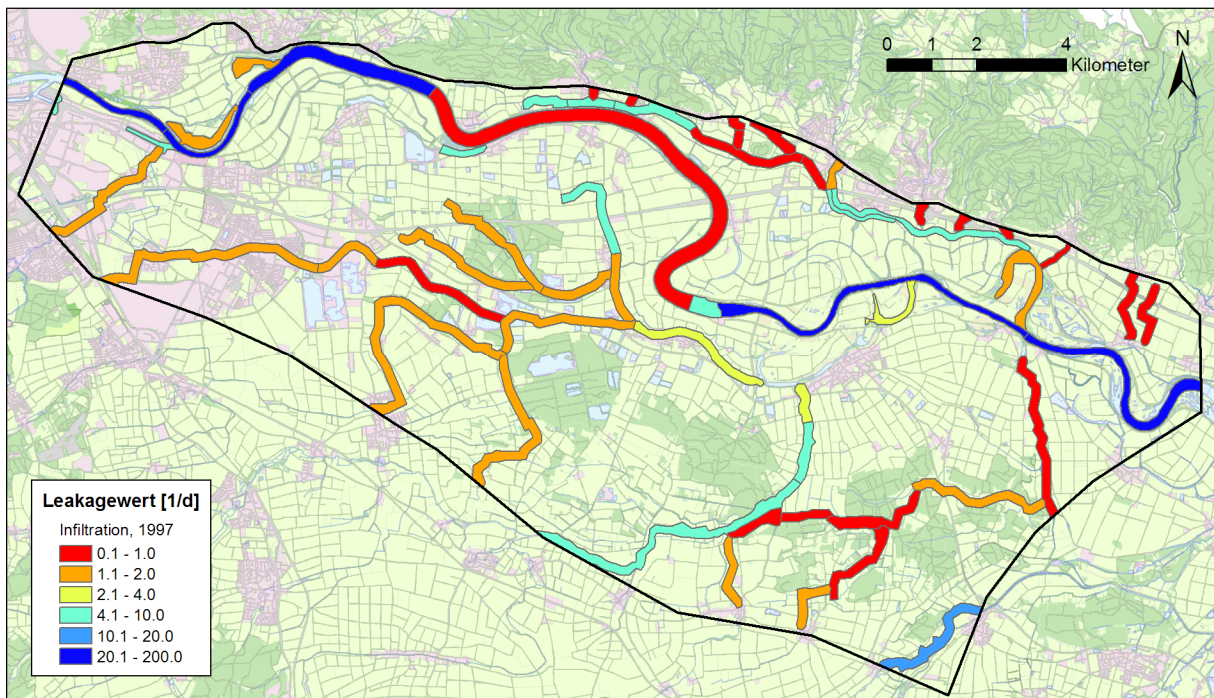 0 1 2 4
Kilometer
N
Leakagewert [1/d]
Infiltration, 1997
0.1 - 1.0
1.1 - 2.0
2.1 - 4.0
4.1 - 10.0
10.1 - 20.0
20.1 - 200.0